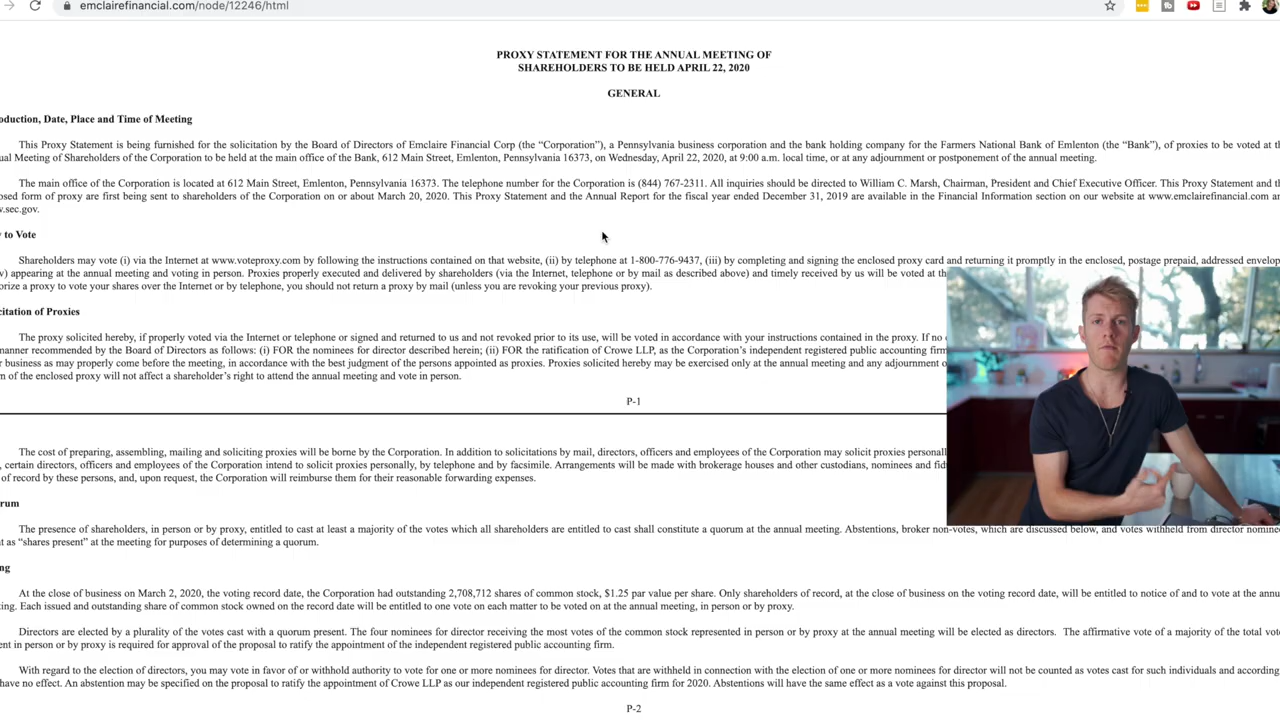 emclairefinancial.com/node/12246/html
PROXY STATEMENT FOR THE ANNUAL MEETING OF
SHAREHOLDERS TO BE HELD APRIL 22, 2020
GENERAL
oduction, Date, Place and Time of Meeting
This Proxy Statement is being furnished for the solicitation by the Board of Directors of Emclaire Financial Corp (the “Corporation”), a Pennsylvania business corporation and the bank holding company for the Farmers National Bank of Emlenton (the “Bank”), of proxies to be voted at th
ual Meeting of Shareholders of the Corporation to be held at the main office of the Bank, 612 Main Street, Emlenton, Pennsylvania 16373, on Wednesday, April 22, 2020, at 9:00 a.m. local time, or at any adjournment or postponement of the annual meeting.
The main office of the Corporation is located at 612 Main Street, Emlenton, Pennsylvania 16373. The telephone number for the Corporation is (844) 767-2311. All inquiries should be directed to William C. Marsh, Chairman, President and Chief Executive Officer. This Proxy Statement and th
osed form of proxy are first being sent to shareholders of the Corporation on or about March 20, 2020. This Proxy Statement and the Annual Report for the fiscal year ended December 31, 2019 are available in the Financial Information section on our website at www.emclairefinancial.com an
v.sec.gov.
y to Vote
Shareholders may vote (i) via the Internet at www.voteproxy.com by following the instructions contained on that website, (ii) by telephone at 1-800-776-9437, (iii) by completing and signing the enclosed proxy card and returning it promptly in the enclosed, postage prepaid, addressed envelop
v) appearing at the annual meeting and voting in person. Proxies properly executed and delivered by shareholders (via the Internet, telephone or by mail as described above) and timely received by us will be voted at th
orize a proxy to vote your shares over the Internet or by telephone, you should not return a proxy by mail (unless you are revoking your previous proxy).
citation of Proxies
The proxy solicited hereby, if properly voted via the Internet or telephone or signed and returned to us and not revoked prior to its use, will be voted in accordance with your instructions contained in the proxy. If no
manner recommended by the Board of Directors as follows: (i) FOR the nominees for director described herein; (ii) FOR the ratification of Crowe LLP, as the Corporation’s independent registered public accounting firm
r business as may properly come before the meeting, in accordance with the best judgment of the persons appointed as proxies. Proxies solicited hereby may be exercised only at the annual meeting and any adjournment o
n of the enclosed proxy will not affect a shareholder’s right to attend the annual meeting and vote in person.
P-1
The cost of preparing, assembling, mailing and soliciting proxies will be borne by the Corporation. In addition to solicitations by mail, directors, officers and employees of the Corporation may solicit proxies personal
, certain directors, officers and employees of the Corporation intend to solicit proxies personally, by telephone and by facsimile. Arrangements will be made with brokerage houses and other custodians, nominees and fid
of record by these persons, and, upon request, the Corporation will reimburse them for their reasonable forwarding expenses.
rum
The presence of shareholders, in person or by proxy, entitled to cast at least a majority of the votes which all shareholders are entitled to cast shall constitute a quorum at the annual meeting. Abstentions, broker non-votes, which are discussed below, and votes withheld from director nomine
t as “shares present” at the meeting for purposes of determining a quorum.
ng
At the close of business on March 2, 2020, the voting record date, the Corporation had outstanding 2,708,712 shares of common stock, $1.25 par value per share. Only shareholders of record, at the close of business on the voting record date, will be entitled to notice of and to vote at the annu
ting. Each issued and outstanding share of common stock owned on the record date will be entitled to one vote on each matter to be voted on at the annual meeting, in person or by proxy.
Directors are elected by a plurality of the votes cast with a quorum present. The four nominees for director receiving the most votes of the common stock represented in person or by proxy at the annual meeting will be elected as directors. The affirmative vote of a majority of the total vote
ent in person or by proxy is required for approval of the proposal to ratify the appointment of the independent registered public accounting firm.
With regard to the election of directors, you may vote in favor of or withhold authority to vote for one or more nominees for director. Votes that are withheld in connection with the election of one or more nominees for director will not be counted as votes cast for such individuals and according
have no effect. An abstention may be specified on the proposal to ratify the appointment of Crowe LLP as our independent registered public accounting firm for 2020. Abstentions will have the same effect as a vote against this proposal.
P-2